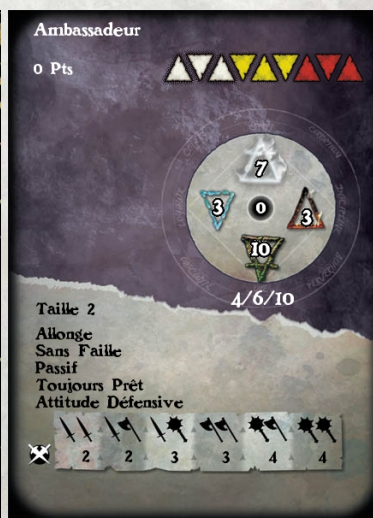 Ambassadeur
0 Pts
7
3 0 3
10
4/6/10
Taille 2
Allonge
Sans Faille
Passif
Toujours Prêt
Attitude Défensive
2 2 3 3 4 4